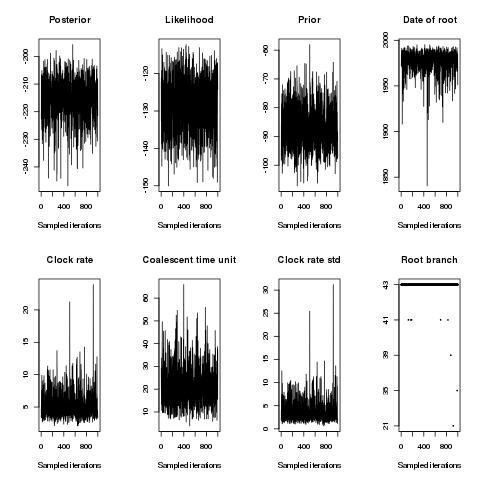 Posterior
-200
-210
-220
-230
-240
0 400 800
Sampled iterations
Likelihood
-120
-130
-140
-150
0 400 800
Sampled iterations
Prior
-60
-70
-80
-90
-100
0 400 800
Sampled iterations
Date of root
2000
1950
1900
1850
0 400 800
Sampled iterations
Clock rate
20
15
10
5
0 400 800
Sampled iterations
Coalescent time unit
60
50
40
30
20
10
0 400 800
Sampled iterations
Clock rate std
30
25
20
15
10
5
0
0 400 800
Sampled iterations
Root branch
43
41
39
35
21
0 400 800
Sampled iterations